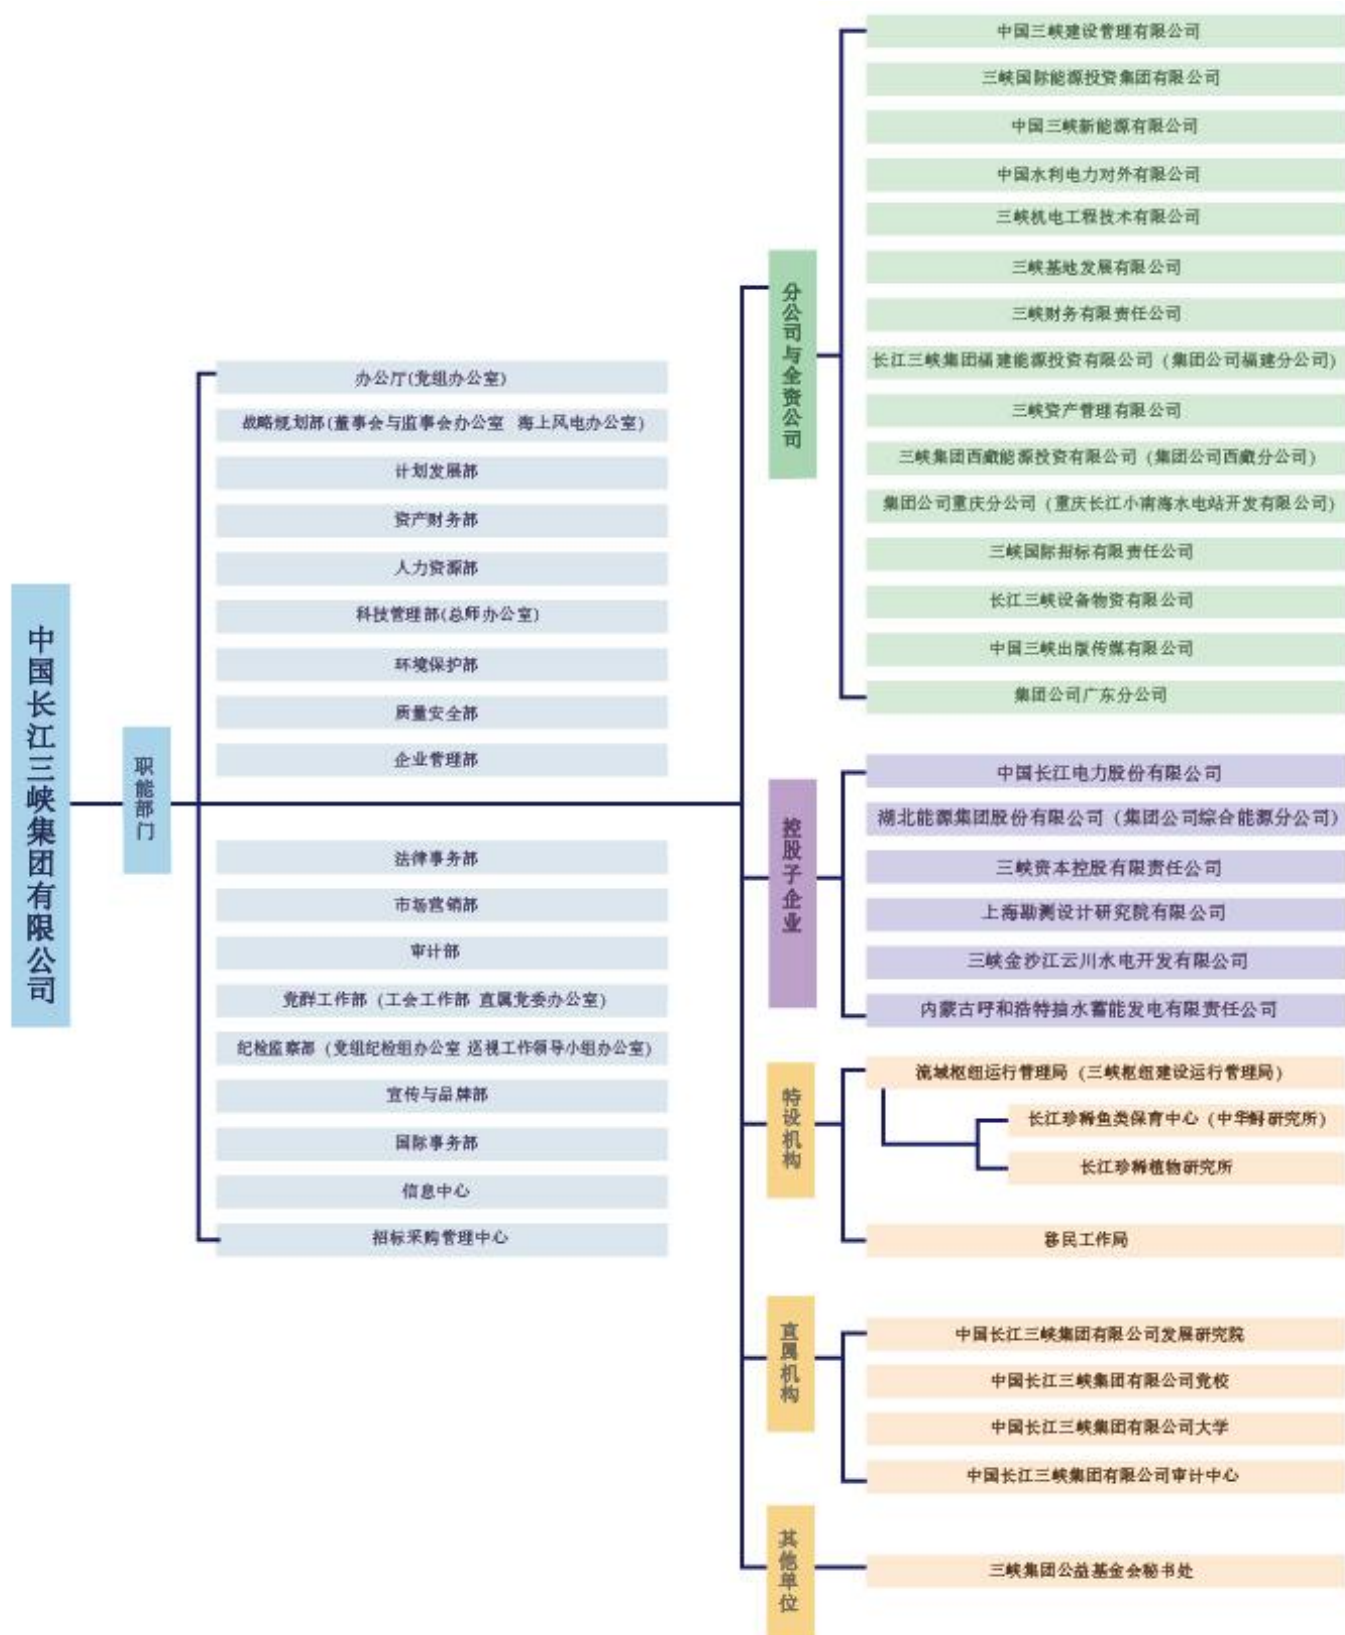 中国长江三峡集团有限公司
职能部门
办公厅(党组办公室)
战略规划部(董事会与监事会办公室 海上风电办公室)
计划发展部
资产财务部
人力资源部
科技管理部(总师办公室)
环境保护部
质量安全部
企业管理部
法律事务部
市场营销部
审计部
党群工作部（工会工作部 直属党委办公室）
纪检监察部（党组纪检组办公室 巡视工作领导小组办公室）
宣传与品牌部
国际事务部
信息中心
招标采购管理中心
分公司与全资公司
中国三峡建设管理有限公司
三峡国际能源投资集团有限公司
中国三峡新能源有限公司
中国水利电力对外有限公司
三峡机电工程技术有限公司
三峡基地发展有限公司
三峡财务有限责任公司
长江三峡集团福建能源投资有限公司（集团公司福建分公司）
三峡资产管理有限公司
三峡集团西藏能源投资有限公司（集团公司西藏分公司）
集团公司重庆分公司（重庆长江小南海水电站开发有限公司）
三峡国际招标有限责任公司
长江三峡设备物资有限公司
中国三峡出版传媒有限公司
集团公司广东分公司
控股子企业
中国长江电力股份有限公司
湖北能源集团股份有限公司（集团公司综合能源分公司）
三峡资本控股有限责任公司
上海勘测设计研究院有限公司
三峡金沙江云川水电开发有限公司
内蒙古呼和浩特抽水蓄能发电有限责任公司
特设机构
流域枢纽运行管理局（三峡枢纽建设运行管理局）
长江珍稀鱼类保育中心（中华鲟研究所）
长江珍稀植物研究所
移民工作局
直属机构
中国长江三峡集团有限公司发展研究院
中国长江三峡集团有限公司党校
中国长江三峡集团有限公司大学
中国长江三峡集团有限公司审计中心
其他单位
三峡集团公益基金会秘书处